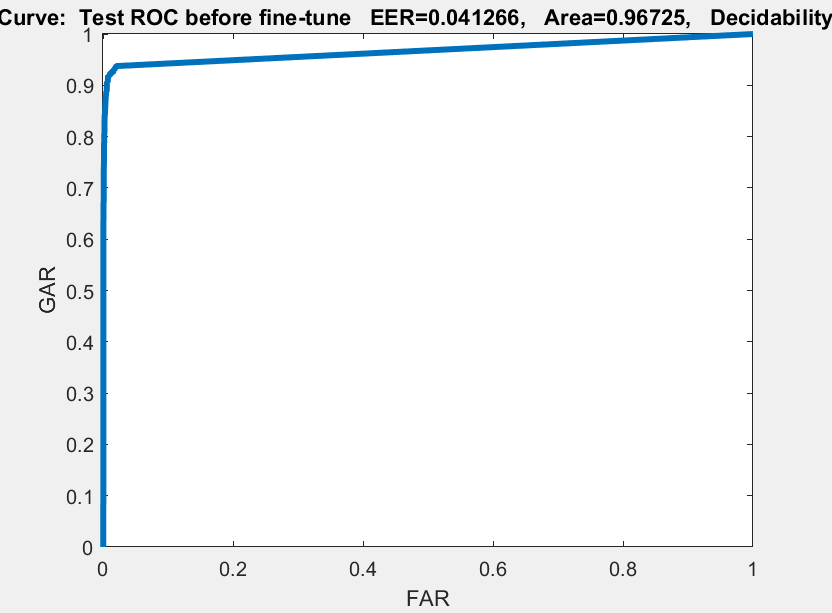 Curve: Test ROC before fine-tune EER=0.041266, Area=0.96725, Decidability
1
0.9
0.8
0.7
0.6
0.5
0.4
0.3
0.2
0.1
0
GAR
0 0.2 0.4 0.6 0.8 1
FAR